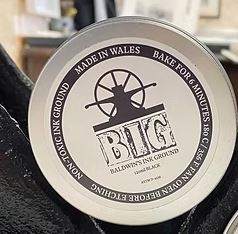 MADE IN WALES
BAKE FOR 6 MINUTES 180 C/ 356 F FAN OVEN BEFORE ETCHING
NON-TOXIC INK GROUND
BIG
BALDWIN'S INK GROUND
BLACK